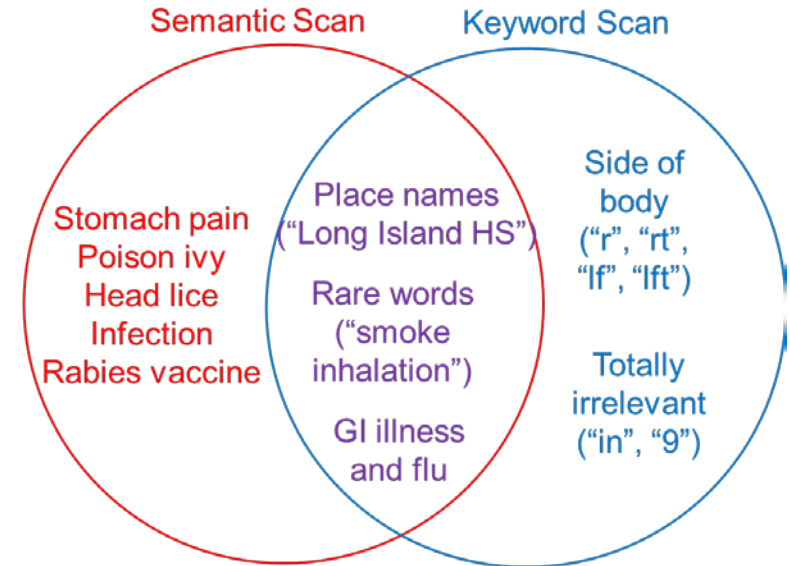 Semantic Scan
Keyword Scan
Stomach pain
Poison ivy
Head lice
Infection
Rabies vaccine
Place names
(“Long Island HS”)
Rare words
(“smoke
inhalation”)
GI illness
and flu
Side of
body
(“r”, “rt”,
“lf”, “lft”)
Totally
irrelevant
(“in”, “9”)